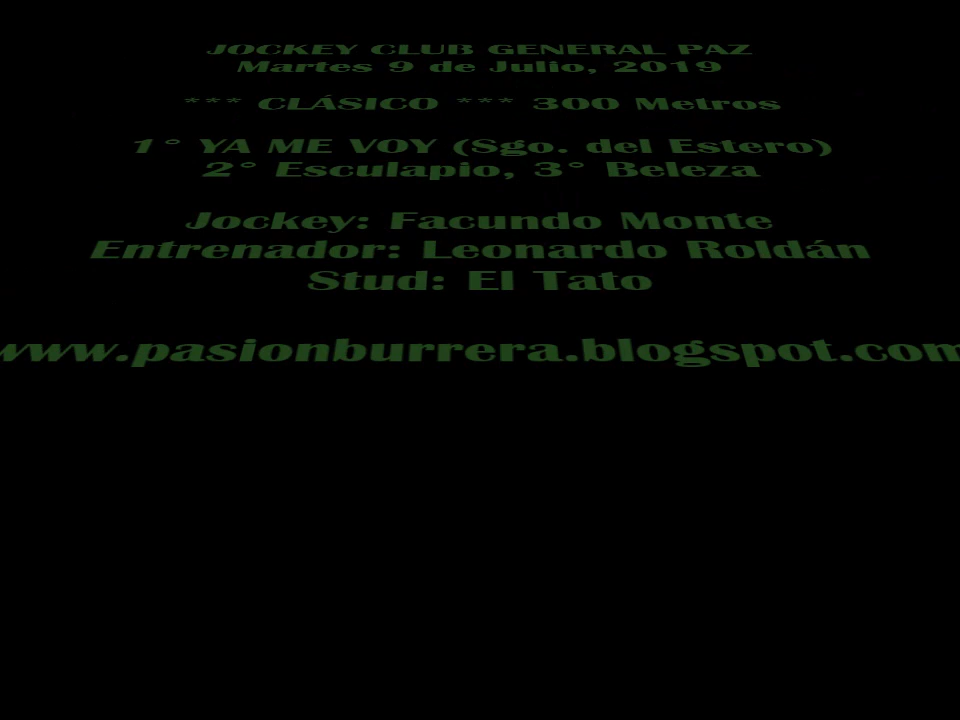 JOCKEY CLUB GENERAL PAZ
Martes 9 de Julio, 2019
*** CLÁSICO *** 300 Metros
1° YA ME VOY (Sgo. del Estero)
2° Esculapio, 3° Beleza
Jockey: Facundo Monte
Entrenador: Leonardo Roldán
Stud: El Tato
www.pasionburrera.blogspot.com